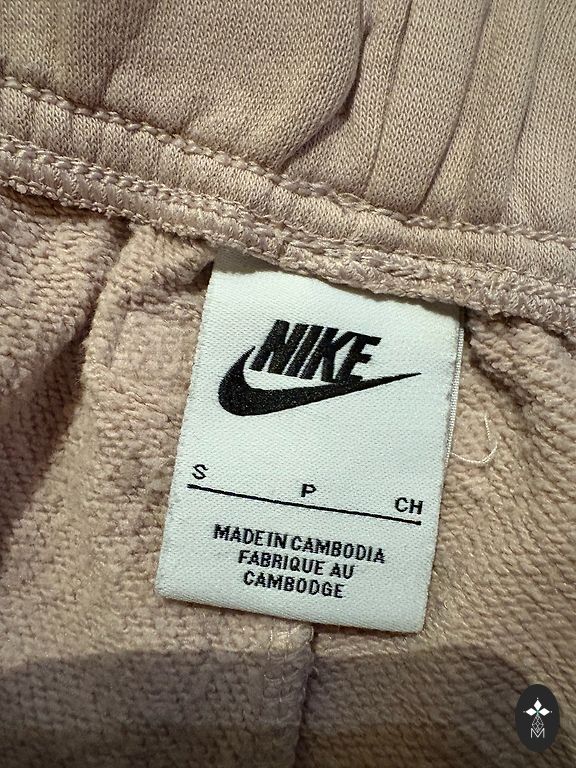 NIKE
S P CH
MADE IN CAMBODIA
FABRIQUE AU
CAMBODGE
M